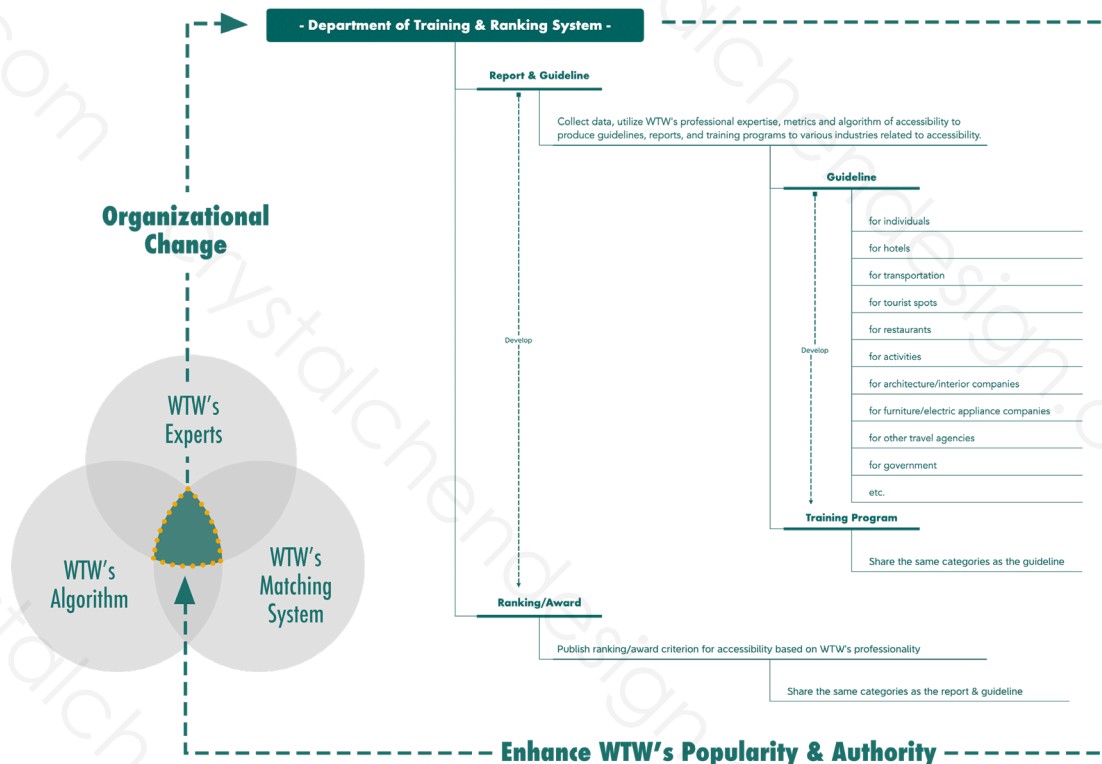 - Department of Training & Ranking System -
Report & Guideline
Collect data, utilize WTW's professional expertise, metrics and algorithm of accessibility to
produce guidelines, reports, and training programs to various industries related to accessibility.
Guideline
for individuals
for hotels
for transportation
for tourist spots
for restaurants
for activities
for architecture/interior companies
for furniture/electric appliance companies
for other travel agencies
for government
etc.
Develop
Develop
Training Program
Share the same categories as the guideline
Ranking/Award
Publish ranking/award criterion for accessibility based on WTW's professionality
Share the same categories as the report & guideline
Organizational
Change
WTW's
Experts
WTW's
Algorithm
WTW's
Matching
System
Enhance WTW's Popularity & Authority
crystalchendesign.com
crystalchendesign.c
com
talch